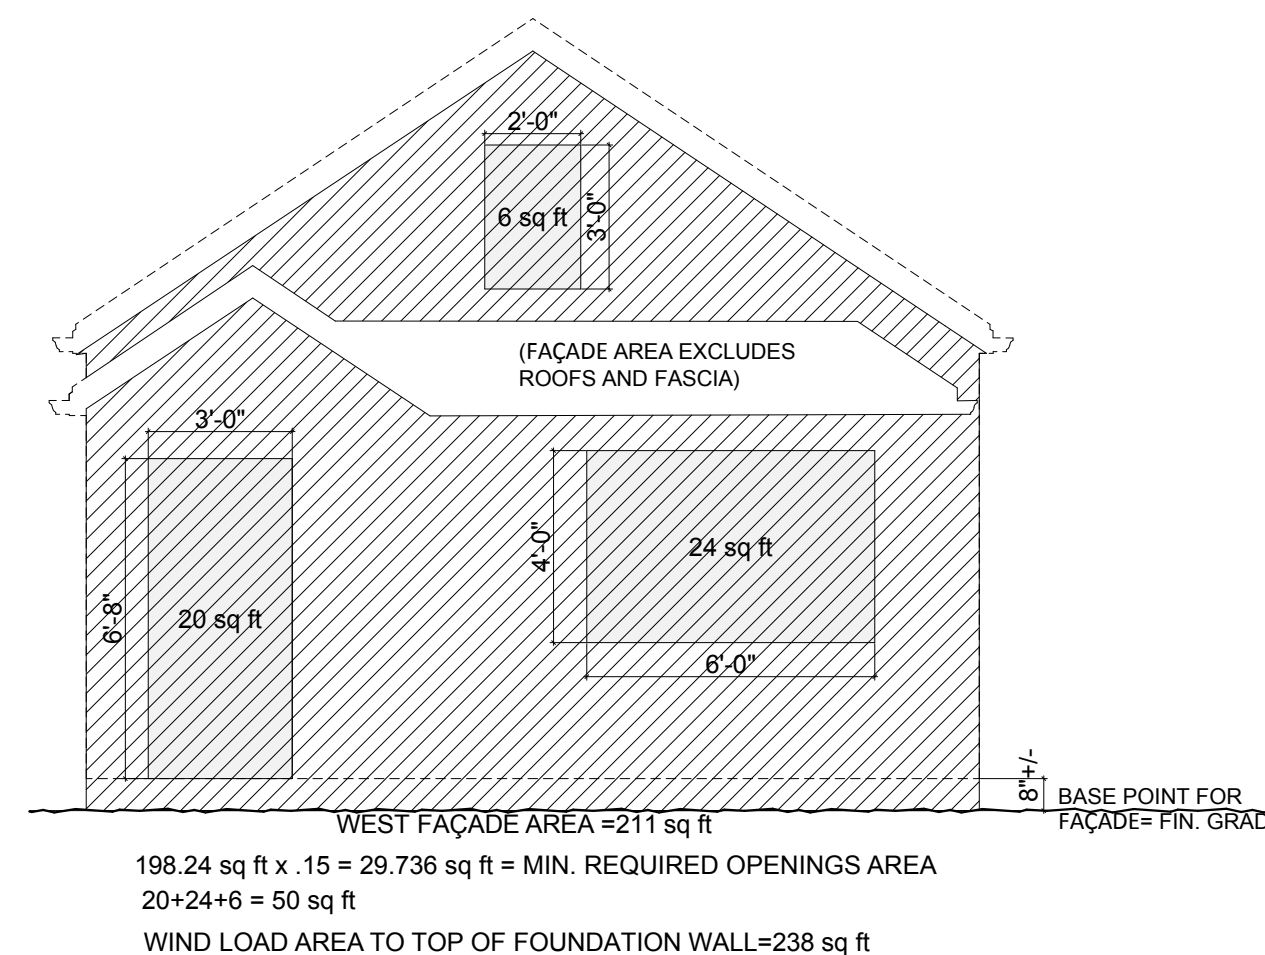 2'-0"
6 sq ft
3'-0"
(FAÇADE AREA EXCLUDES
ROOFS AND FASCIA)
3'-0"
6'-8"
20 sq ft
4'-0"
24 sq ft
6'-0"
8"+/-
BASE POINT FOR
FAÇADE= FIN. GRAD
WEST FAÇADE AREA =211 sq ft
198.24 sq ft x .15 = 29.736 sq ft = MIN. REQUIRED OPENINGS AREA
20+24+6 = 50 sq ft
WIND LOAD AREA TO TOP OF FOUNDATION WALL=238 sq ft